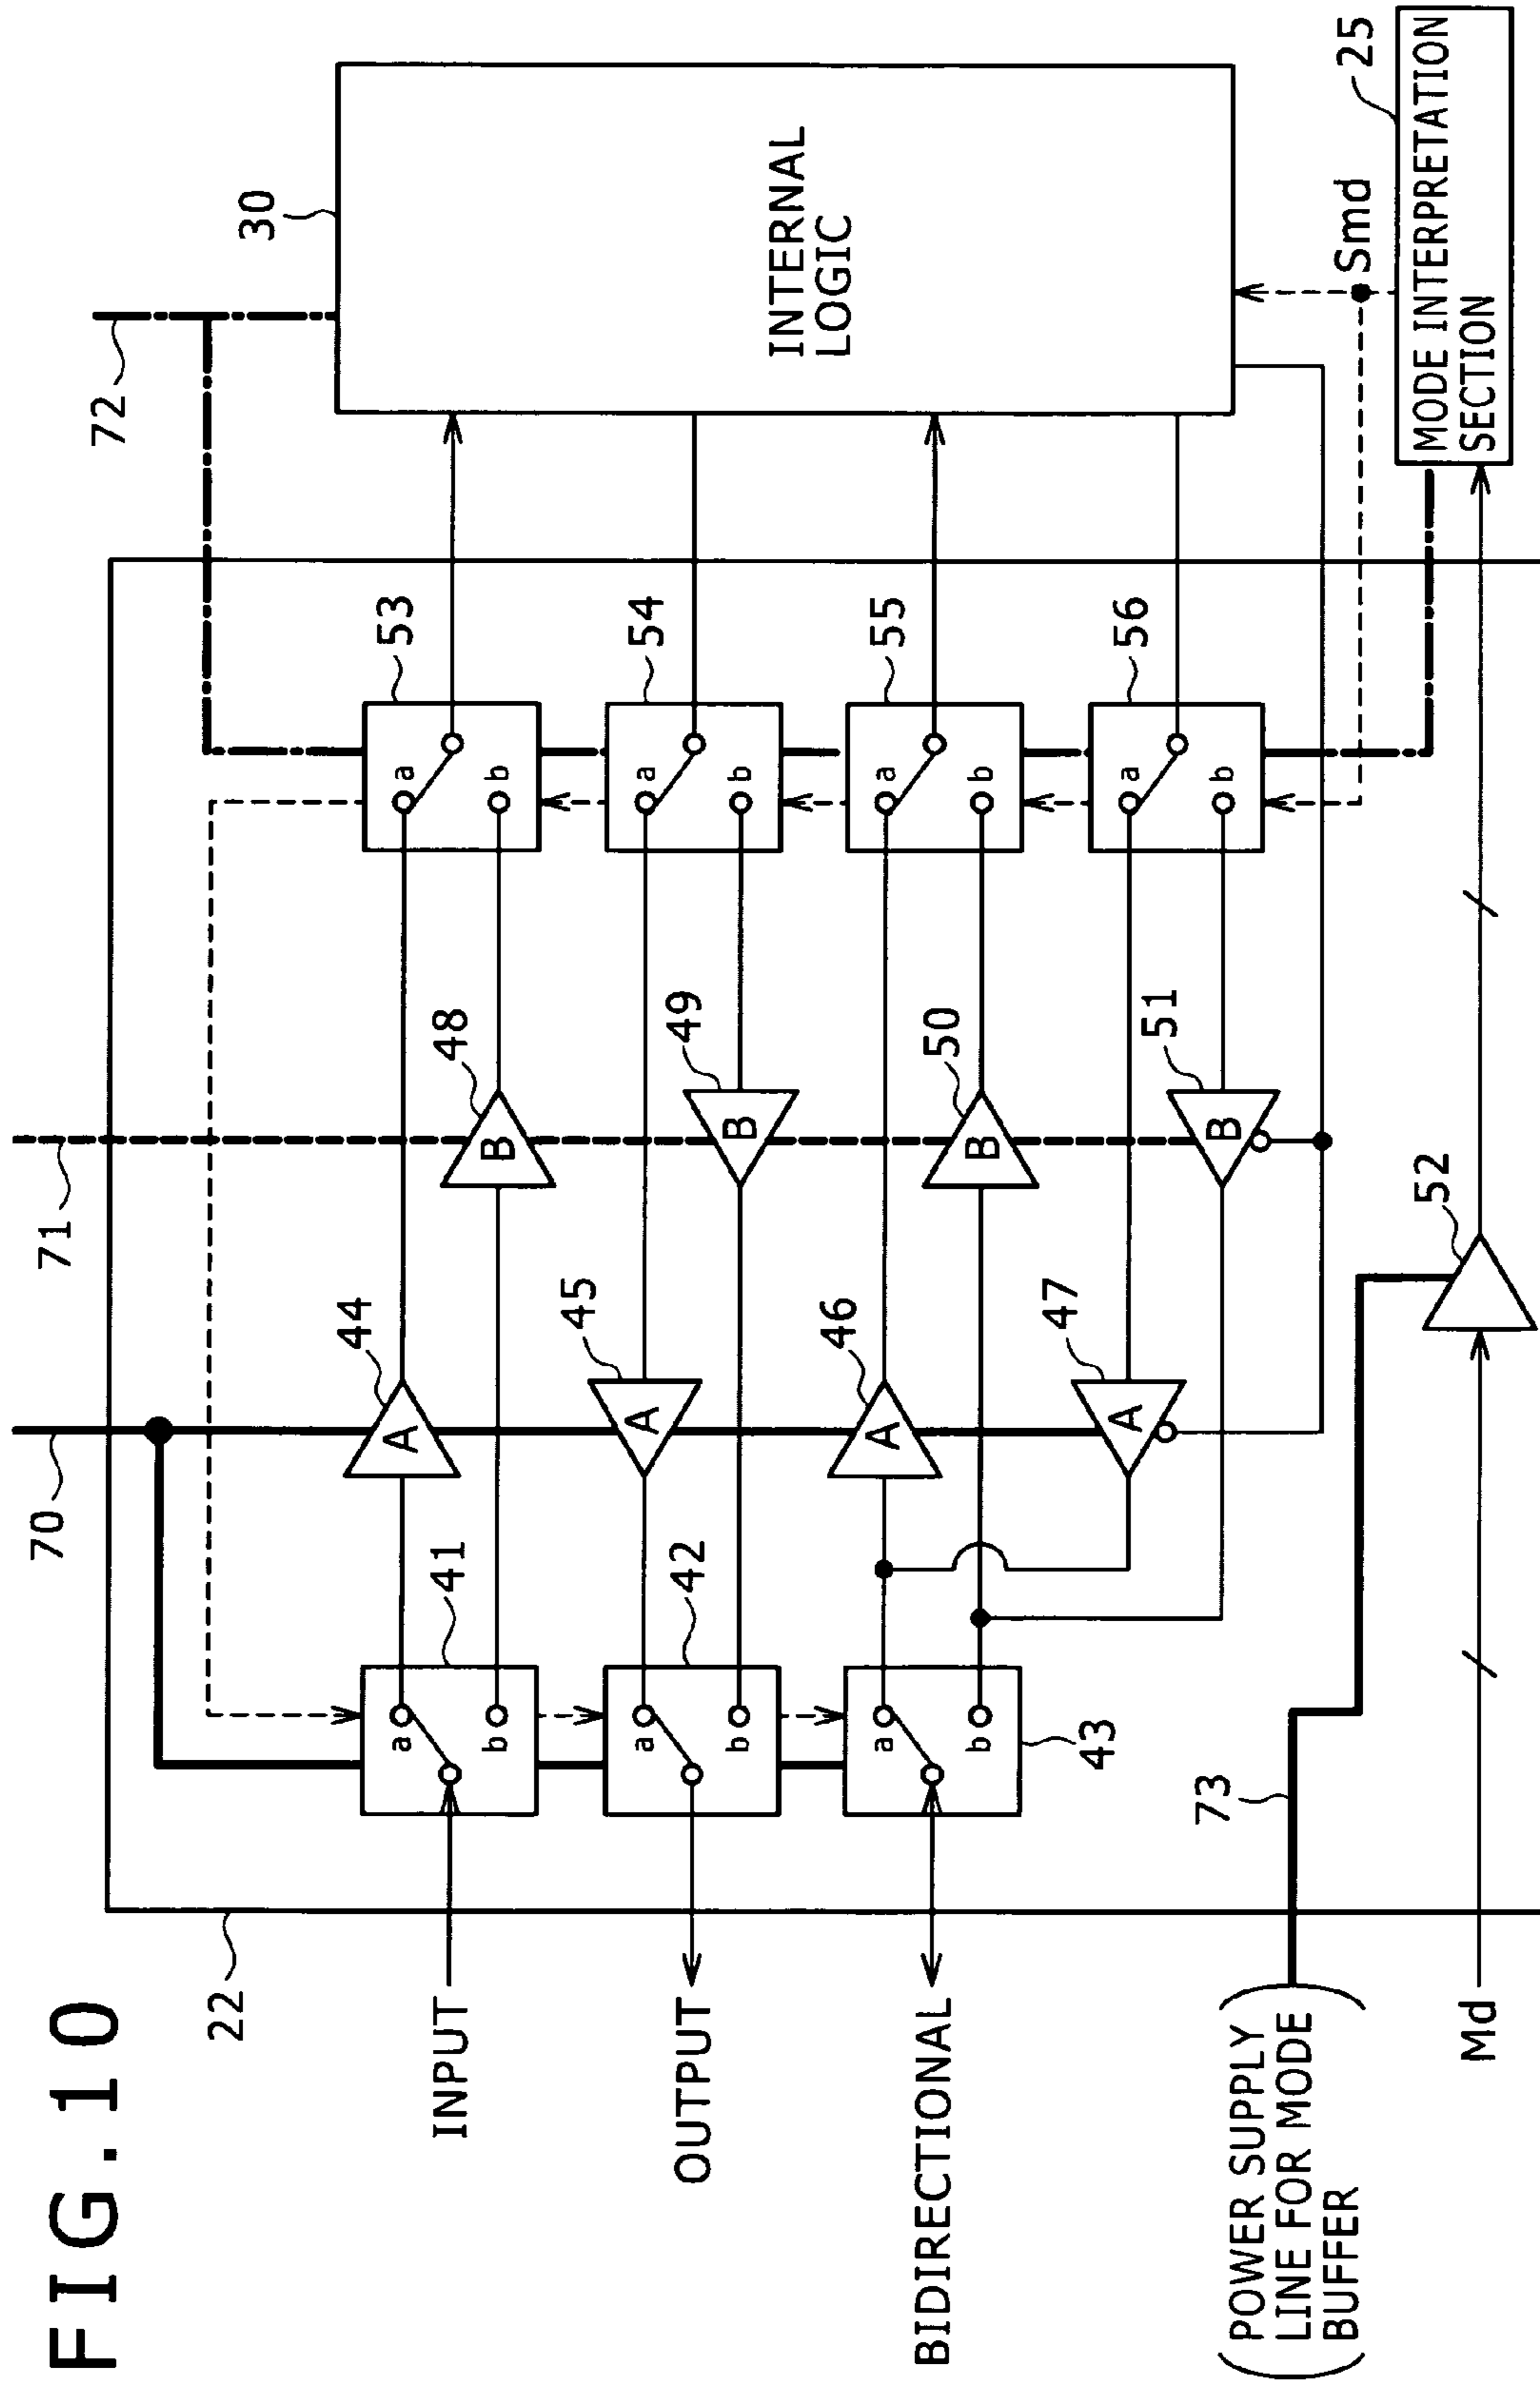 FIG.10
72
30
70
71
22
41
44
48
53
INPUT
a
b
A
B
a
b
42
45
49
54
OUTPUT
a
b
A
B
a
b
INTERNAL
LOGIC
46
50
55
BIDIRECTIONAL
a
b
A
B
a
b
43
47
51
56
A
B
a
b
73
(POWER SUPPLY
LINE FOR MODE
BUFFER)
Smd
52
25
Md
MODE INTERPRETATION
SECTION